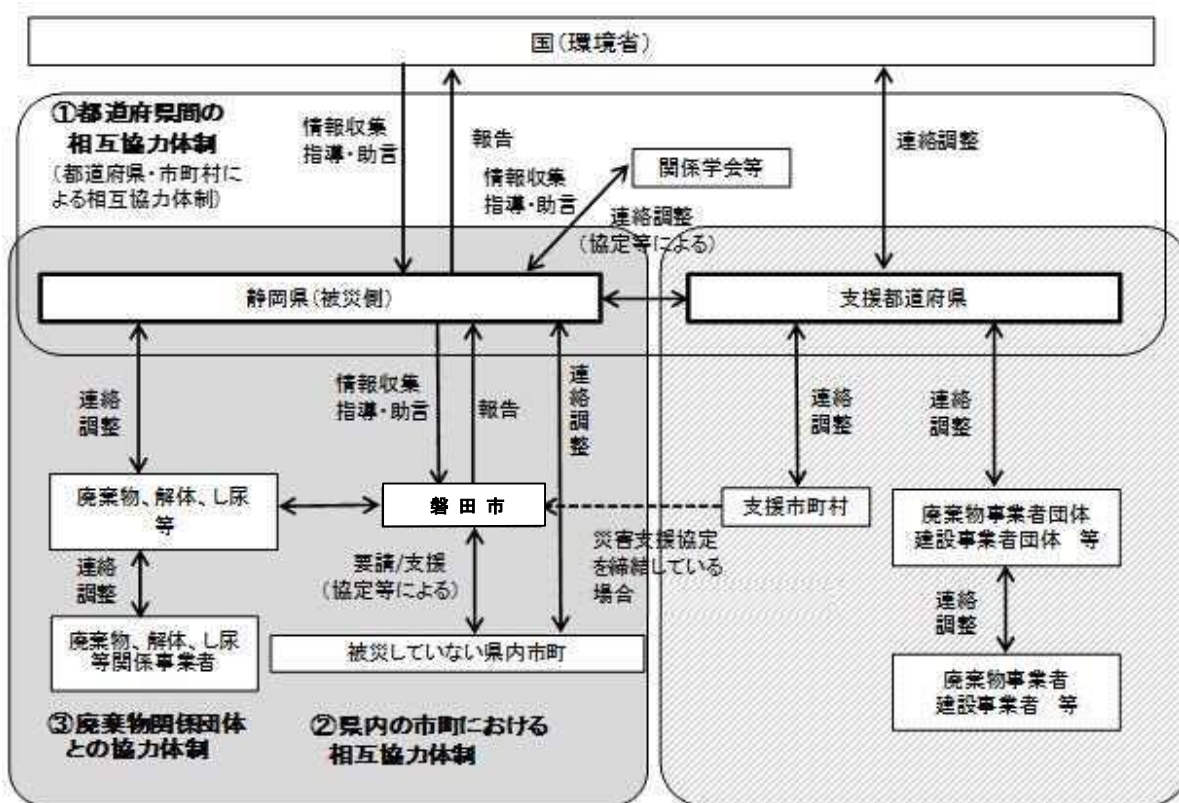 国(環境省)
①都道府県間の
相互協力体制
(都道府県・市町村に
よる相互協力体制)
情報収集
指導・助言
報告
情報収集
指導・助言
関係学会等
連絡調整
連絡調整
(協定等による)
静岡県(被災側)
支援都道府県
連絡
調整
情報収集
指導・助言
報告
連絡調整
連絡
調整
連絡
調整
廃棄物、解体、し尿
等
磐田市
支援市町村
廃棄物事業者団体
建設事業者団体 等
連絡
調整
要請/支援
(協定等による)
災害支援協定
を締結している
場合
連絡
調整
廃棄物、解体、し尿
等関係事業者
被災していない県内市町
廃棄物事業者
建設事業者 等
③廃棄物関係団体
との協力体制
②県内の市町における
相互協力体制